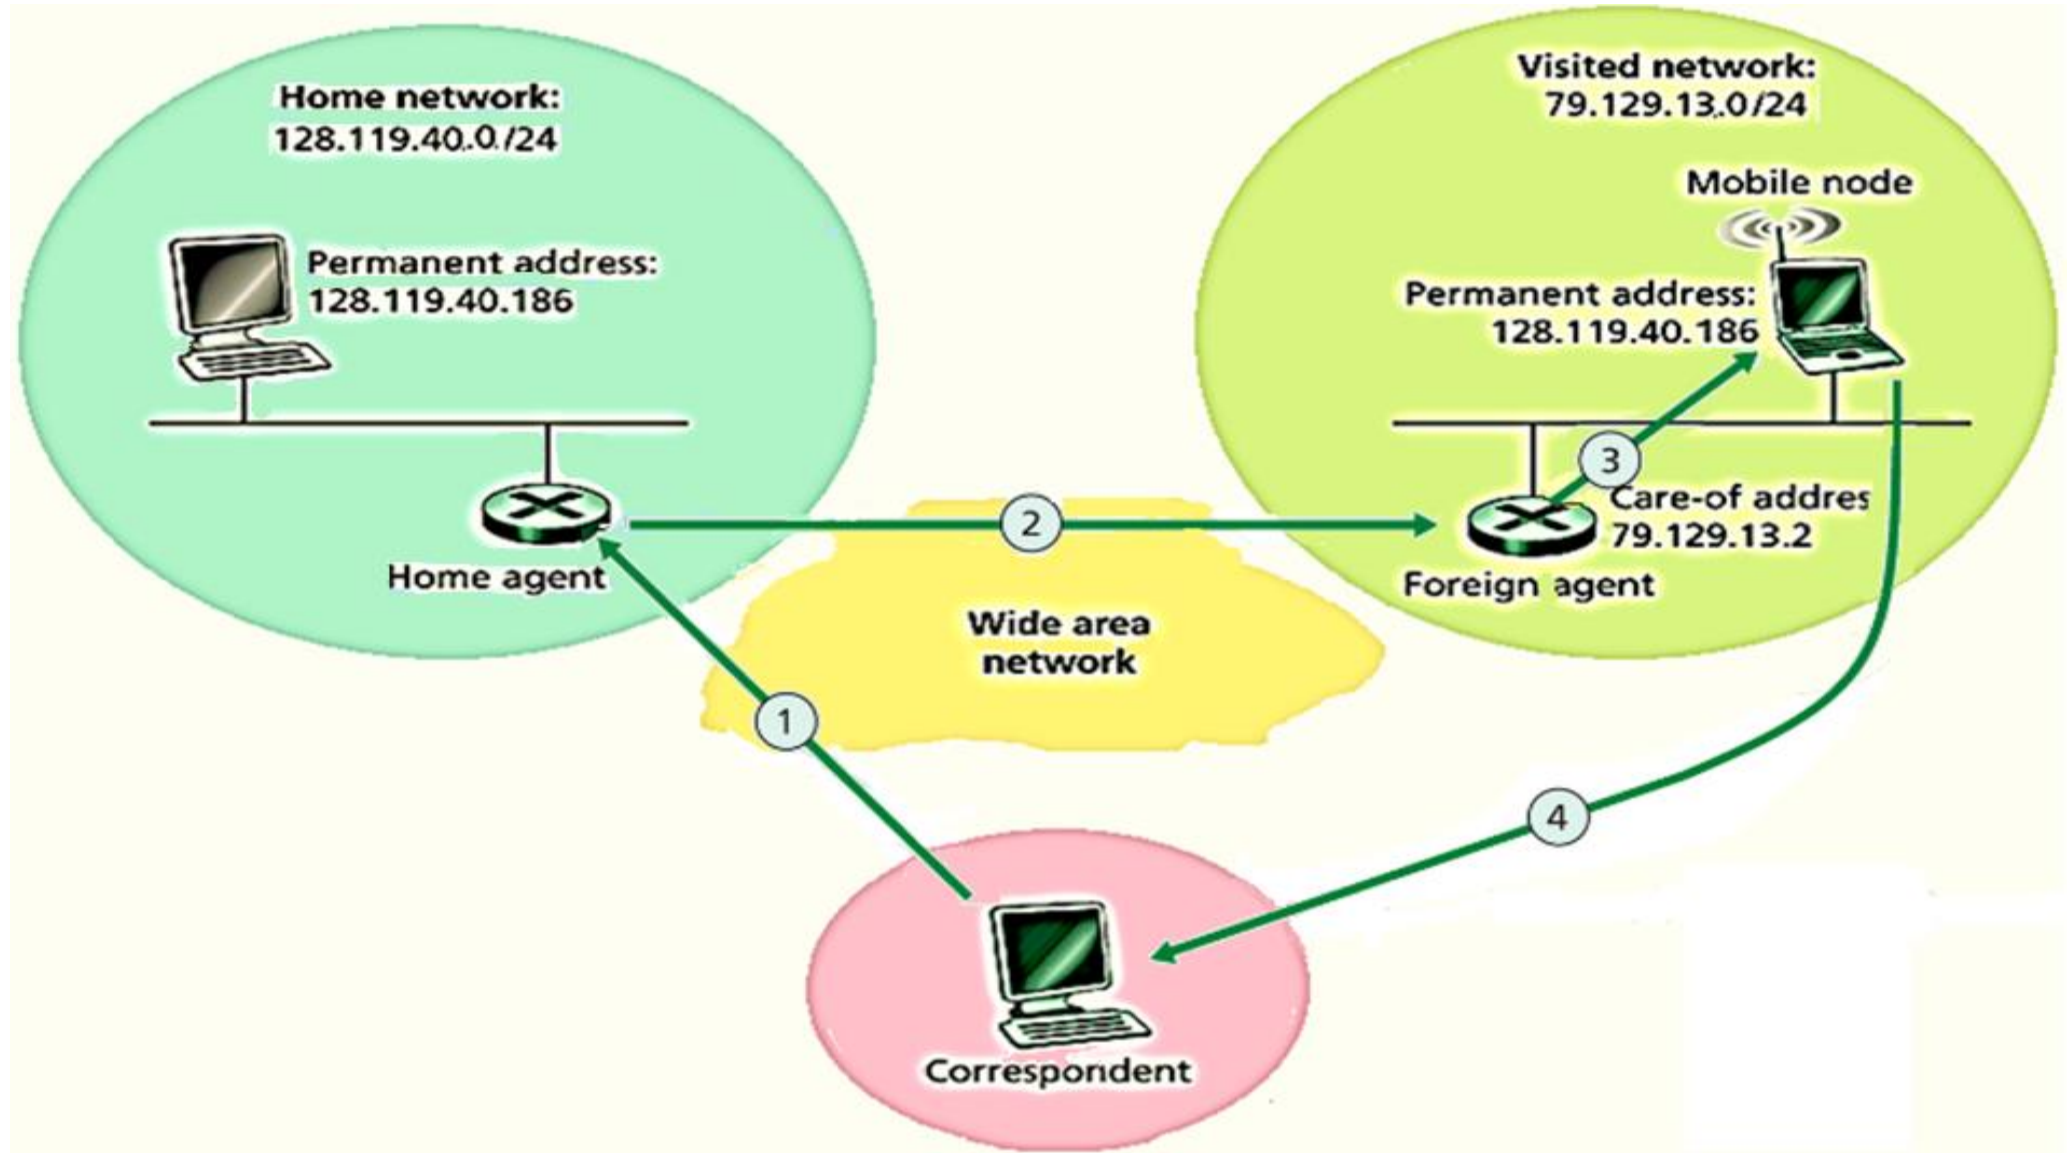 Home network:
128.119.40.0/24
Permanent address:
128.119.40.186
Home agent
Visited network:
79.129.13.0/24
Mobile node
Permanent address:
128.119.40.186
3
Care-of addres
79.129.13.2
Foreign agent
2
Wide area
network
1
4
Correspondent